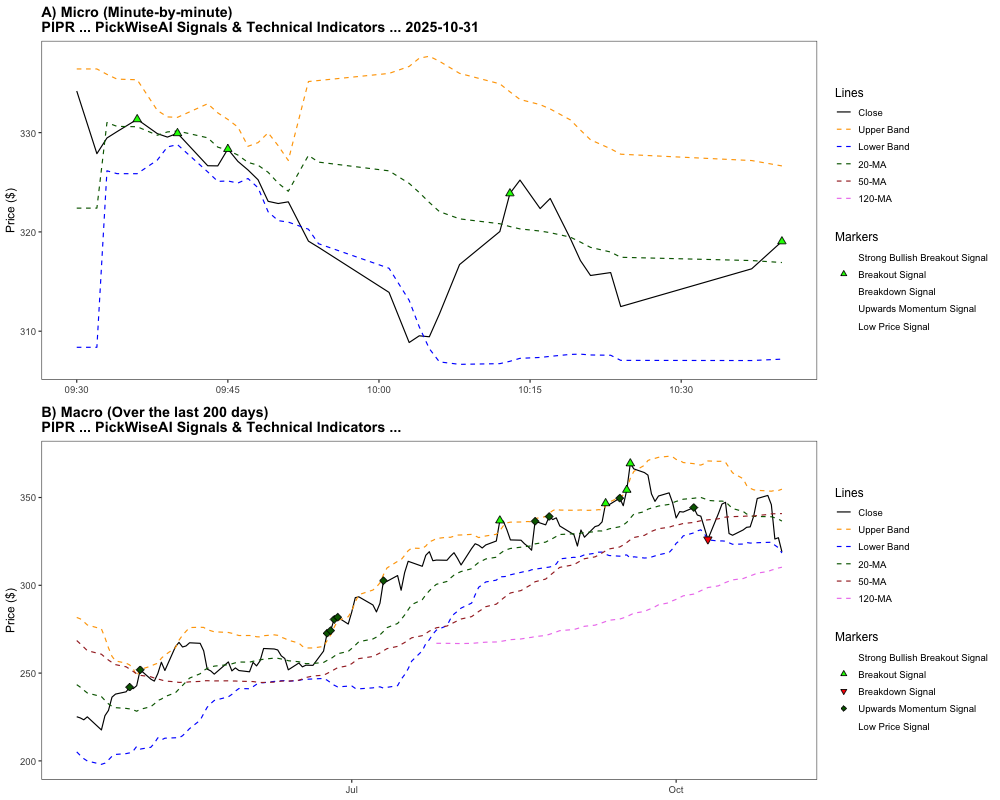 A) Micro (Minute-by-minute)
PIPR ... PickWiseAI Signals & Technical Indicators ... 2025-10-31
Price ($)
330
320
310
09:30
09:45
10:00
10:15
10:30
Lines
Close
Upper Band
Lower Band
20-MA
50-MA
120-MA
Markers
Strong Bullish Breakout Signal
Breakout Signal
Breakdown Signal
Upwards Momentum Signal
Low Price Signal
B) Macro (Over the last 200 days)
PIPR ... PickWiseAI Signals & Technical Indicators ...
Price ($)
350
300
250
200
Jul
Oct
Lines
Close
Upper Band
Lower Band
20-MA
50-MA
120-MA
Markers
Strong Bullish Breakout Signal
Breakout Signal
Breakdown Signal
Upwards Momentum Signal
Low Price Signal